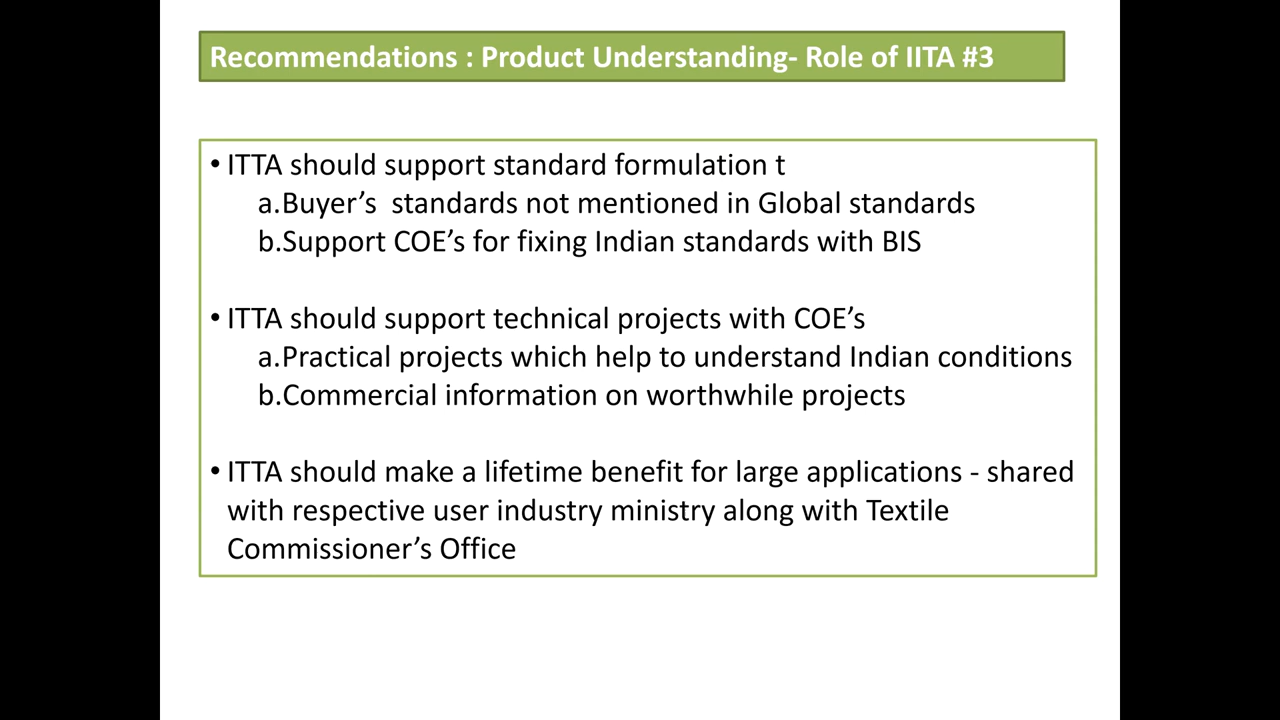 Recommendations : Product Understanding- Role of IITA #3
• ITTA should support standard formulation t
a.Buyer’s  standards not mentioned in Global standards
b.Support COE’s for fixing Indian standards with BIS
• ITTA should support technical projects with COE’s
a.Practical projects which help to understand Indian conditions
b.Commercial information on worthwhile projects
• ITTA should make a lifetime benefit for large applications - shared
with respective user industry ministry along with Textile
Commissioner’s Office